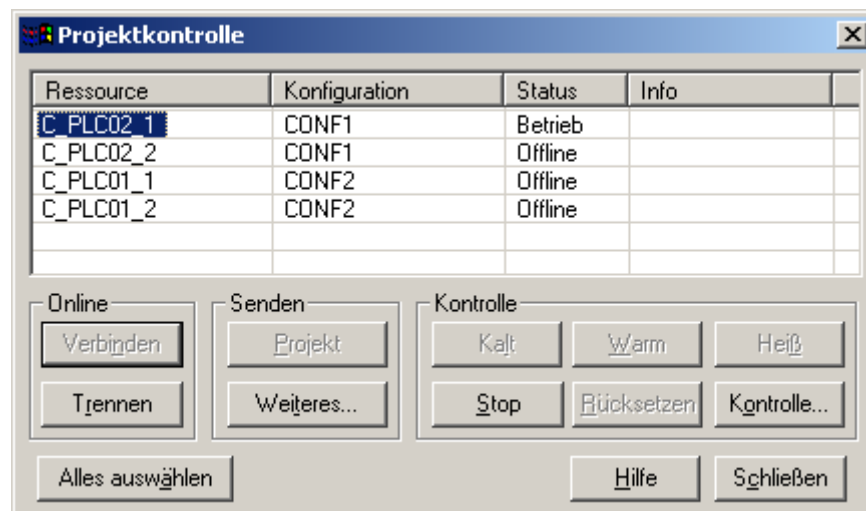 Projektkontrolle
Ressource Konfiguration Status Info
C_PLC02_1 CONF1 Betrieb
C_PLC02_2 CONF1 Offline
C_PLC01_1 CONF2 Offline
C_PLC01_2 CONF2 Offline
Online Senden Kontrolle
Verbinden Projekt Kalt Warm Heiß
Trennen Weiteres... Stop Rücksetzen Kontrolle...
Alles auswählen Hilfe Schließen